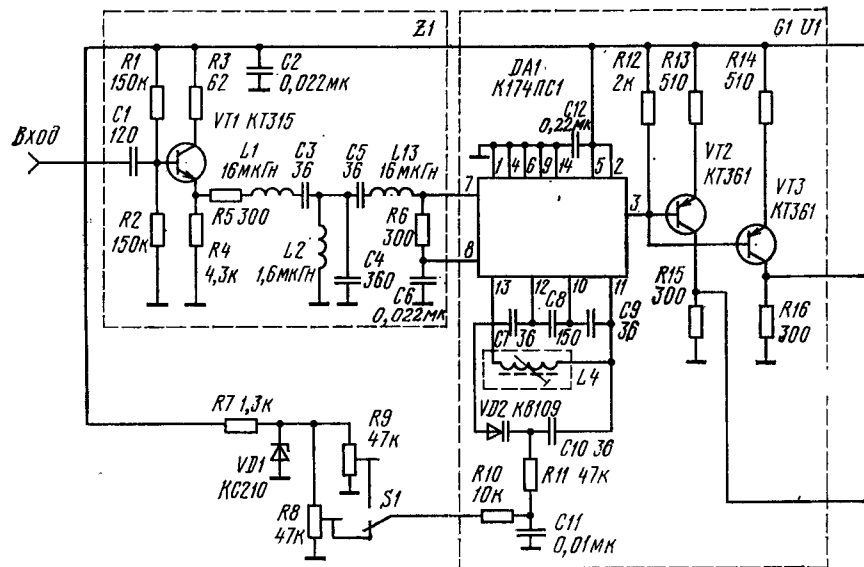 Z1
G1 U1
R1
150к
R3
62
C2
0,022мк
DA1
К174ПС1
R12
2к
R13
510
R14
510
C1
120
Вход
VT1 КТ315
C12
0,22мк
L1
16мкГн
C3
36
C5
36
L13
16мкГн
1
4
6
9
14
5
2
VT2
КТ361
VT3
КТ361
7
3
R5 300
R2
150к
R4
4,3к
L2
1,6мкГн
C4
360
R6
300
8
C6
0,022мк
13
12
10
11
C7
36
C8
150
C9
36
R15
300
R16
300
L4
R7 1,3к
VD1
КС210
R9
47к
R8
47к
S1
VD2 КВ109
C10 36
R10
10к
R11 47к
C11
0,01мк